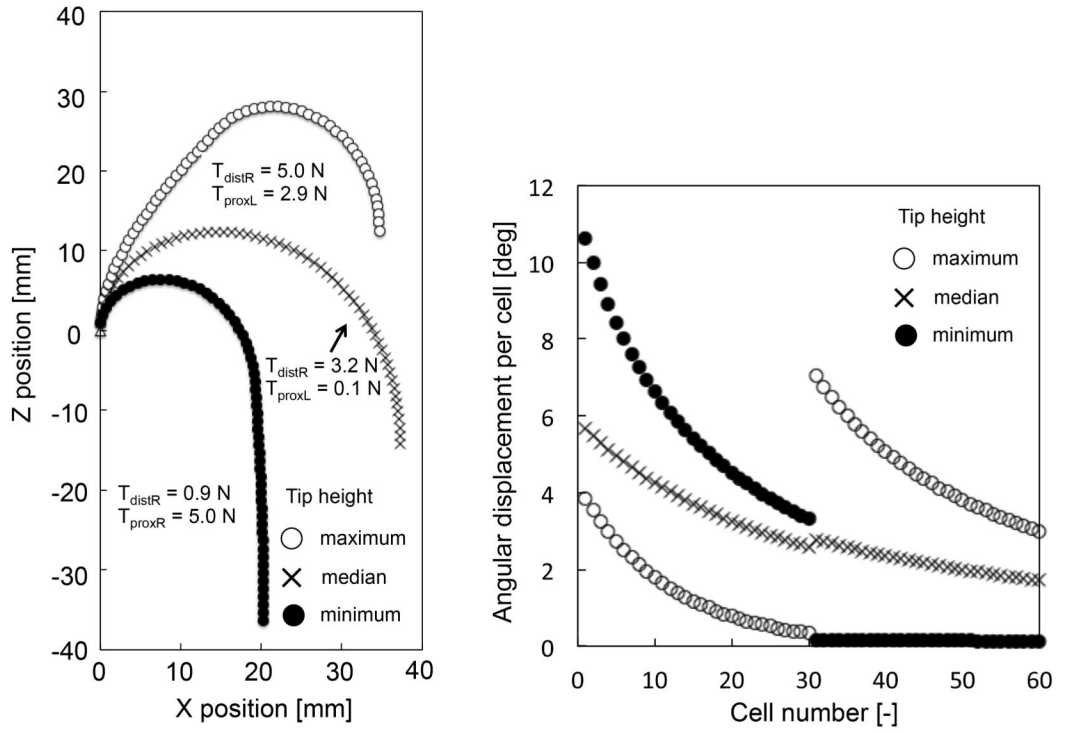 40
30
20
10
0
-10
-20
-30
-40
Z position [mm]
T_distR = 5.0 N
T_proxL = 2.9 N
T_distR = 3.2 N
T_proxL = 0.1 N
T_distR = 0.9 N
T_proxR = 5.0 N
Tip height
maximum
median
minimum
0 10 20 30 40
X position [mm]
12
10
8
6
4
2
0
Angular displacement per cell [deg]
Tip height
maximum
median
minimum
0 10 20 30 40 50 60
Cell number [-]